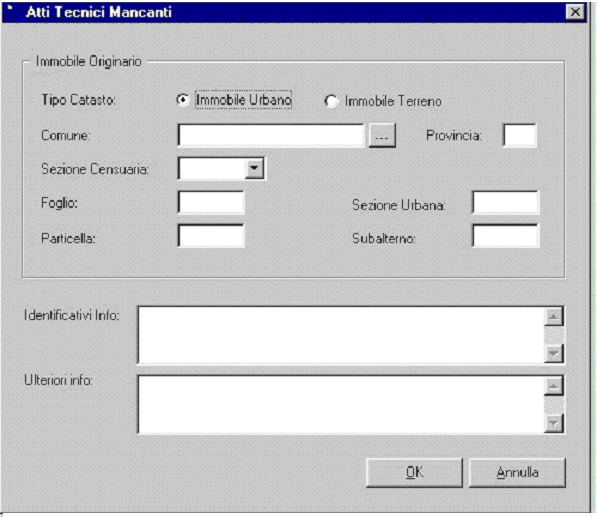 Atti Tecnici Mancanti
Immobile Originario
Tipo Catasto: Immobile Urbano Immobile Terreno
Comune: ... Provincia:
Sezione Censuaria:
Foglio: Sezione Urbana:
Particella: Subalterno:
Identificativi Info:
Ulteriori info:
OK Annulla